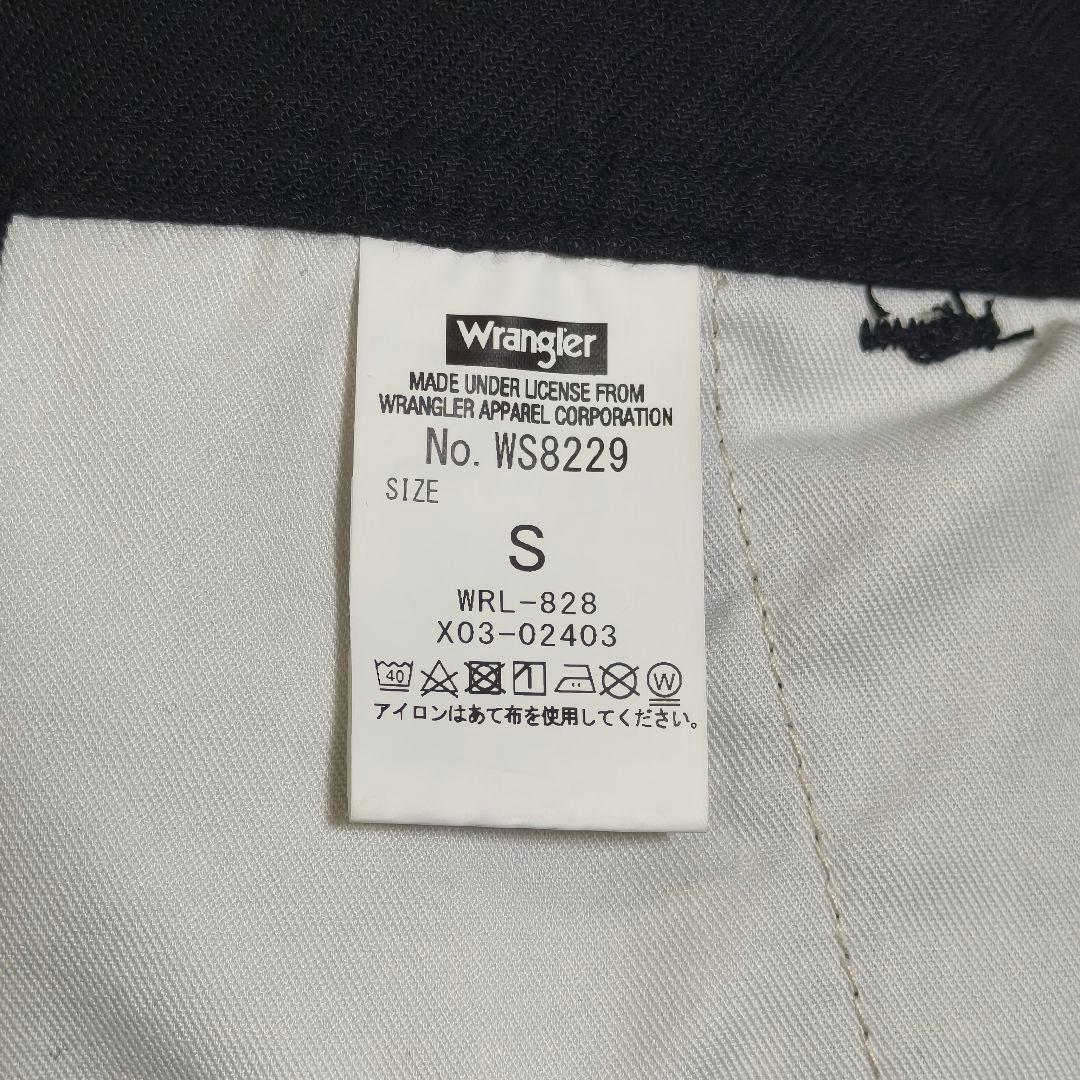 Wrangler
MADE UNDER LICENSE FROM
WRANGLER APPAREL CORPORATION
No. WS8229
SIZE
S
WRL-828
X03-02403
40 W
アイロンはあて布を使用してください。